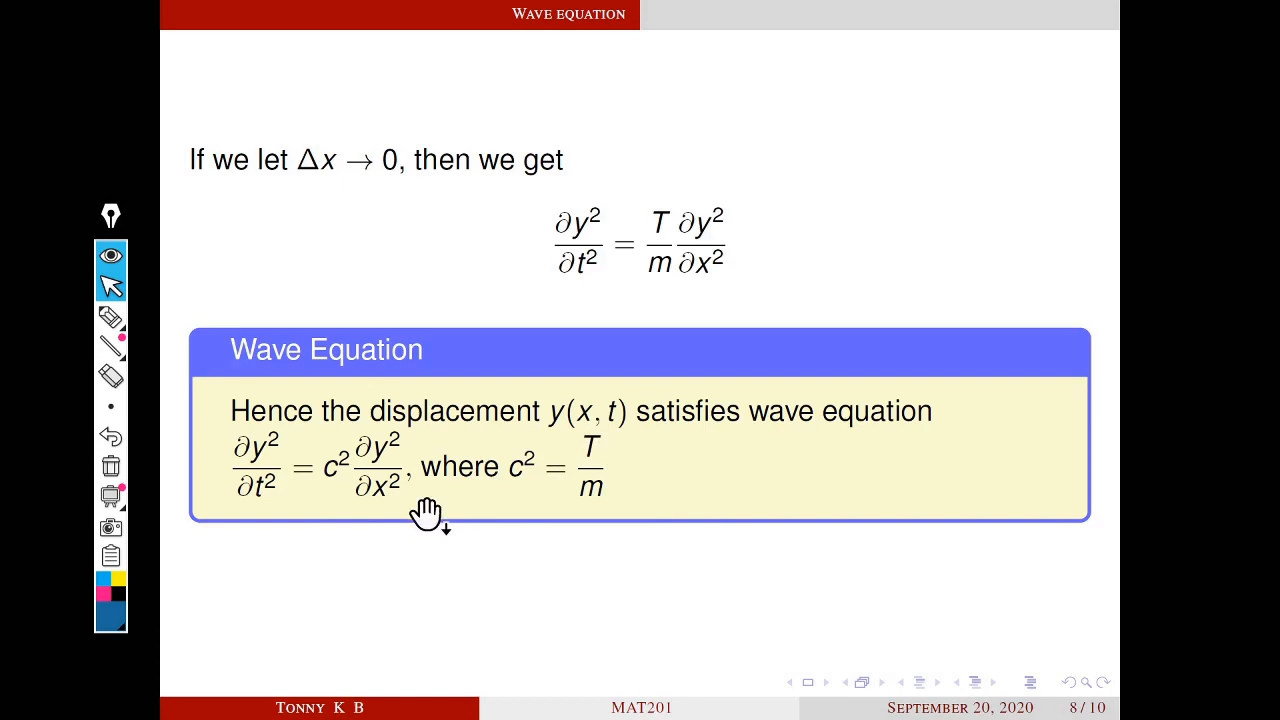 WAVE EQUATION
If we let Δx → 0, then we get
∂y²/∂t² = T/m ∂y²/∂x²
Wave Equation
Hence the displacement y(x, t) satisfies wave equation
∂y²/∂t² = c² ∂y²/∂x², where c² = T/m
TONNY K B MAT201 SEPTEMBER 20, 2020 8 / 10